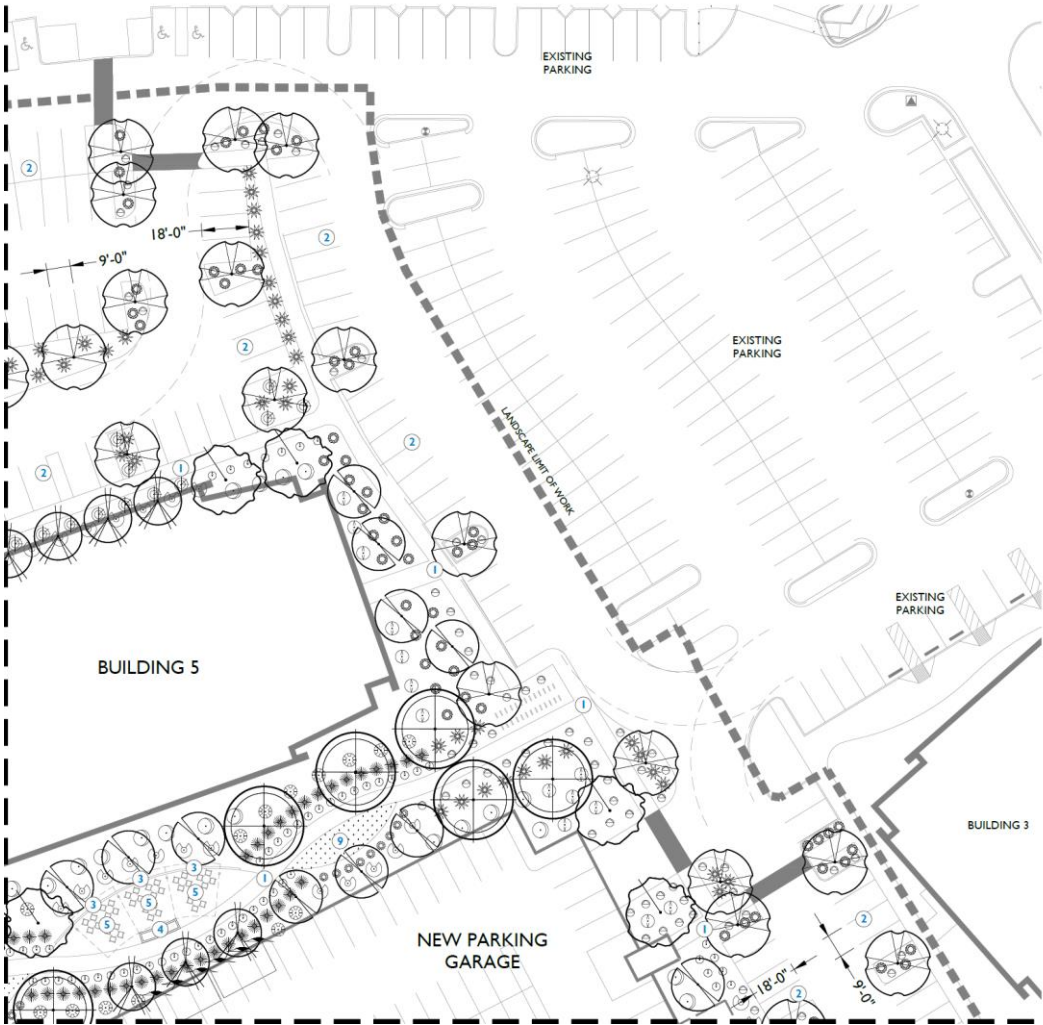 EXISTING
PARKING
2
18'-0"
2
9'-0"
2
EXISTING
PARKING
LANDSCAPE LIMIT OF WORK
2
2
1
1
EXISTING
PARKING
BUILDING 5
1
BUILDING 3
9
3
3
1
5
3
5
5
4
2
1
NEW PARKING
GARAGE
18'-0"
9'-0"
2